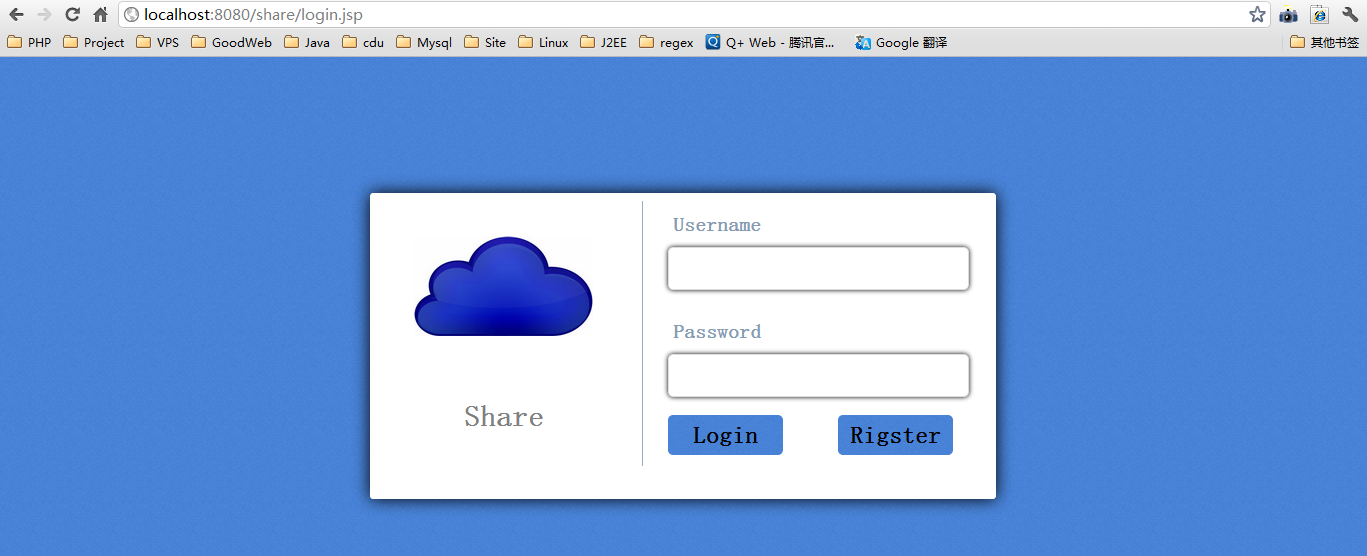 localhost:8080/share/login.jsp
PHP Project VPS GoodWeb Java cdu Mysql Site Linux J2EE regex Q+ Web - 腾讯官... Google 翻译 其他书签
Username
Password
Share
Login Rigster